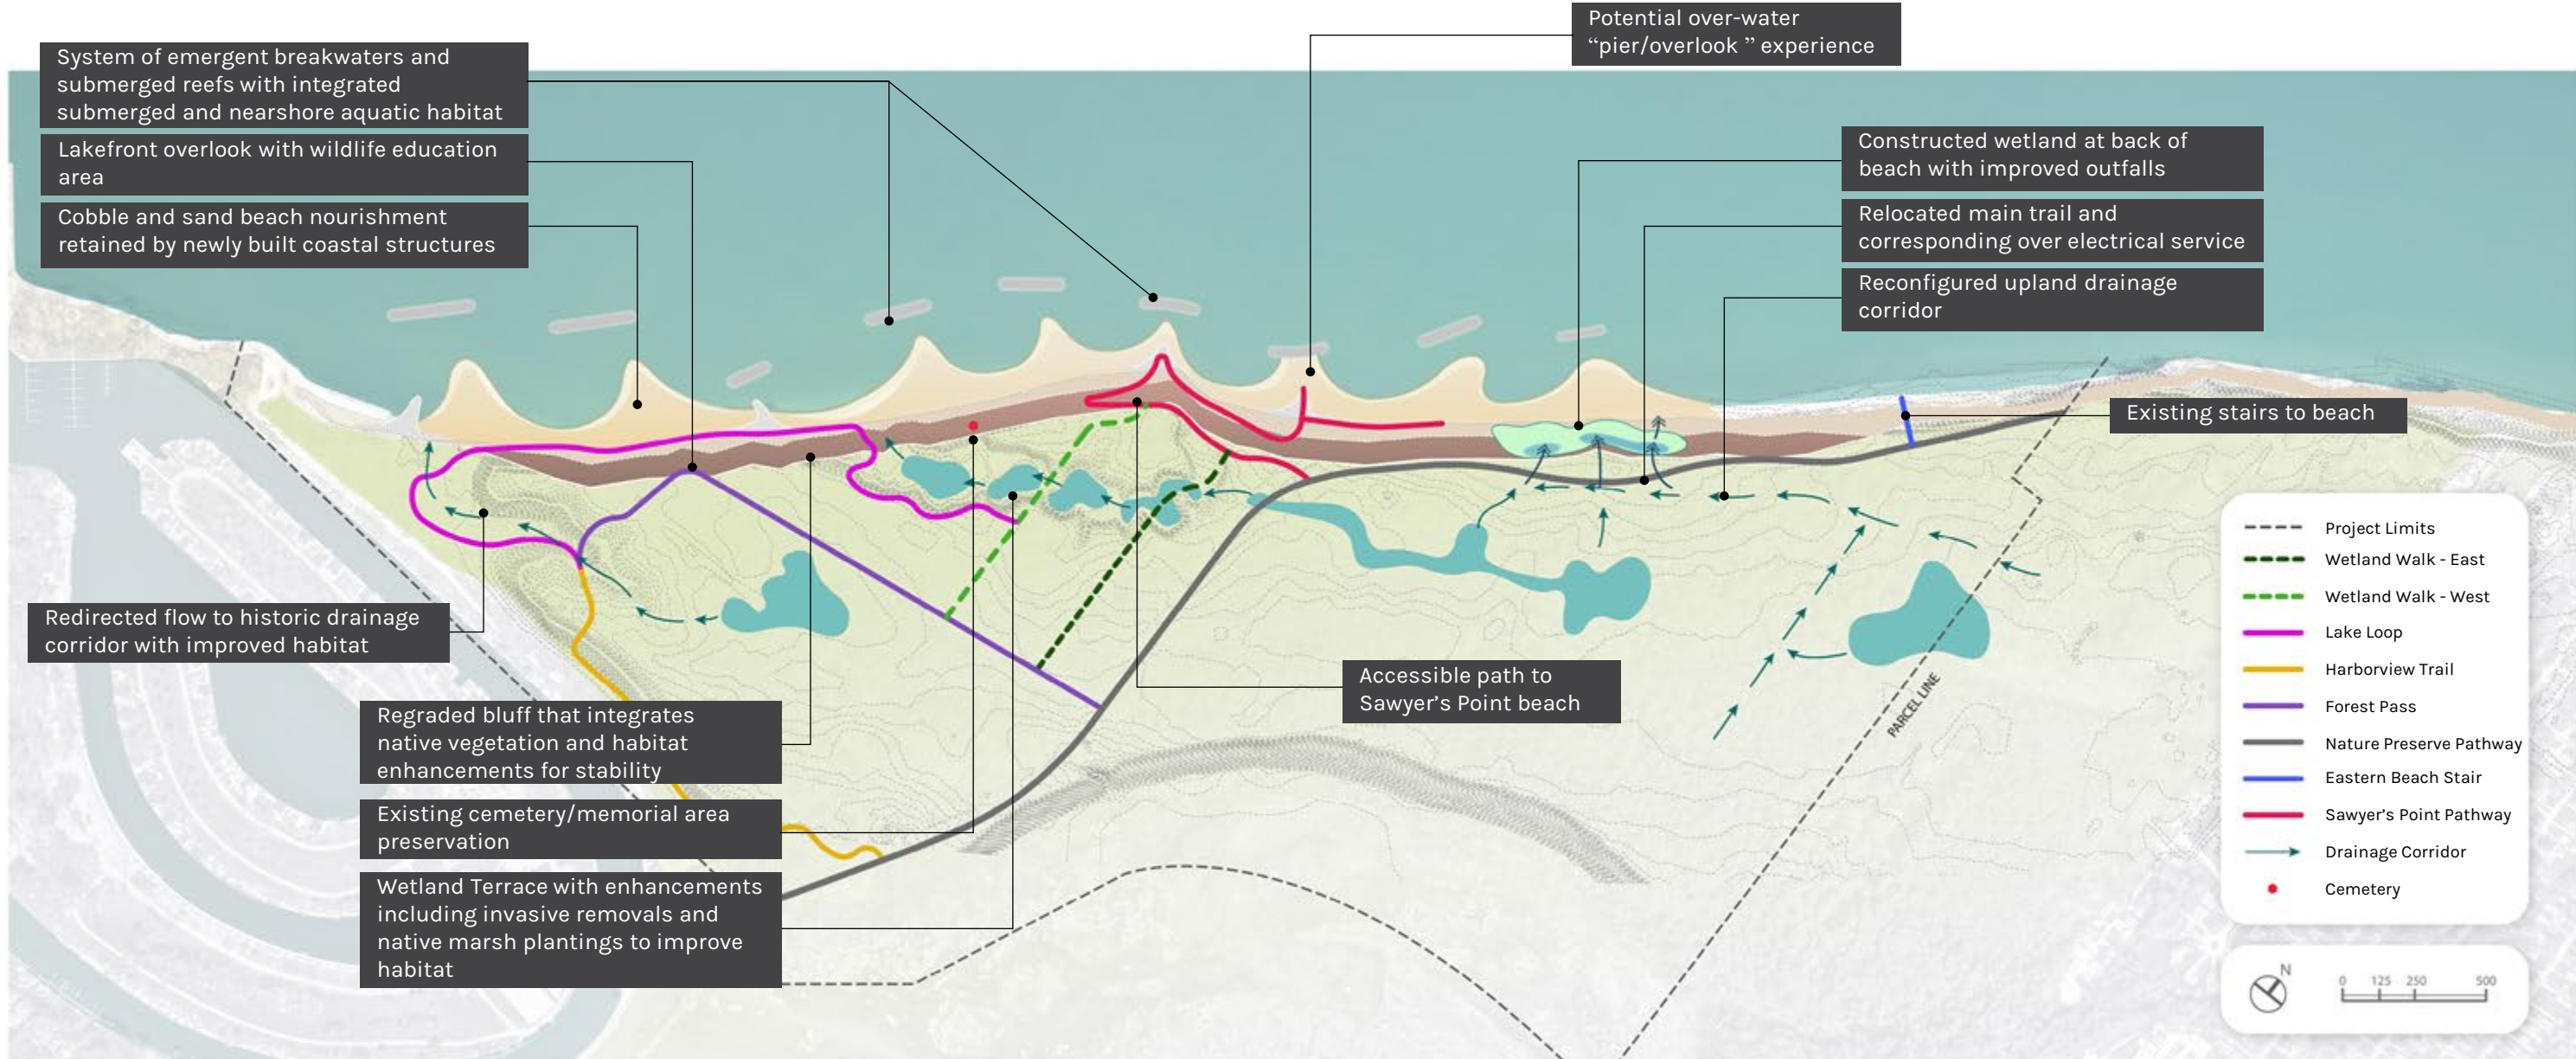 Potential over-water
“pier/overlook ” experience
System of emergent breakwaters and
submerged reefs with integrated
submerged and nearshore aquatic habitat
Lakefront overlook with wildlife education
area
Cobble and sand beach nourishment
retained by newly built coastal structures
Constructed wetland at back of
beach with improved outfalls
Relocated main trail and
corresponding over electrical service
Reconfigured upland drainage
corridor
Existing stairs to beach
Redirected flow to historic drainage
corridor with improved habitat
Accessible path to
Sawyer’s Point beach
PARCEL LINE
Regraded bluff that integrates
native vegetation and habitat
enhancements for stability
Existing cemetery/memorial area
preservation
Wetland Terrace with enhancements
including invasive removals and
native marsh plantings to improve
habitat
Project Limits
Wetland Walk - East
Wetland Walk - West
Lake Loop
Harborview Trail
Forest Pass
Nature Preserve Pathway
Eastern Beach Stair
Sawyer’s Point Pathway
Drainage Corridor
Cemetery
N
0 125 250 500